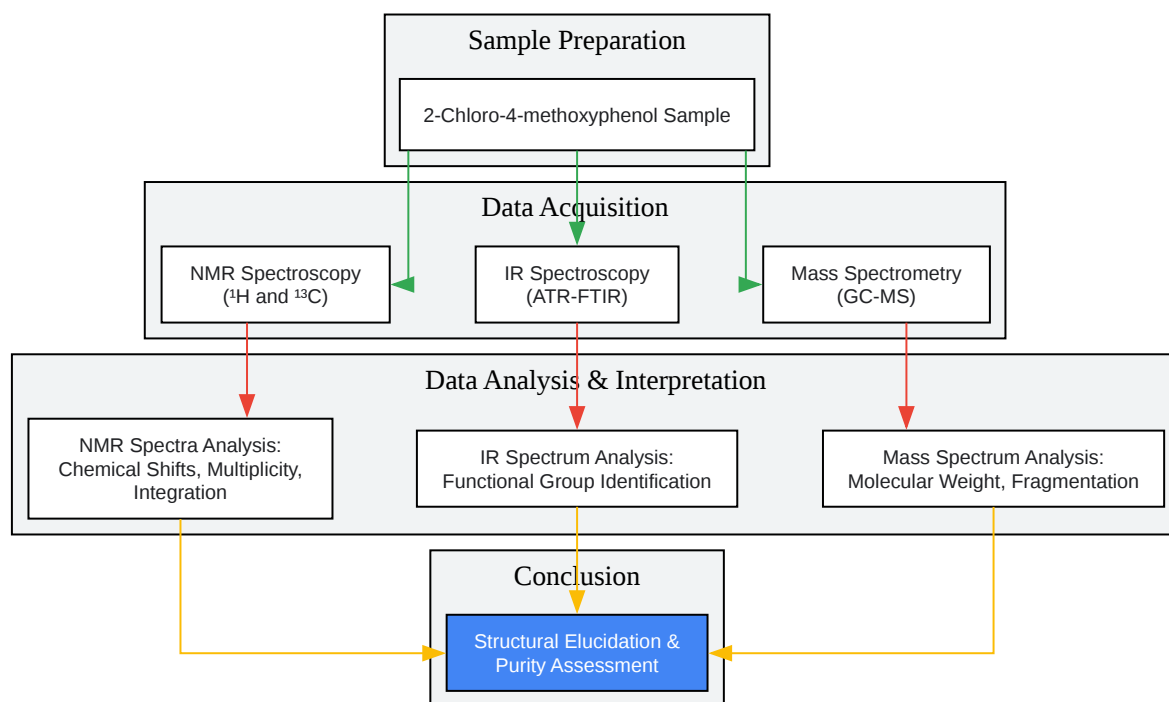 Sample Preparation
2-Chloro-4-methoxyphenol Sample
Data Acquisition
NMR Spectroscopy
(¹H and ¹³C)
IR Spectroscopy
(ATR-FTIR)
Mass Spectrometry
(GC-MS)
Data Analysis & Interpretation
NMR Spectra Analysis:
Chemical Shifts, Multiplicity,
Integration
IR Spectrum Analysis:
Functional Group Identification
Mass Spectrum Analysis:
Molecular Weight, Fragmentation
Conclusion
Structural Elucidation &
Purity Assessment